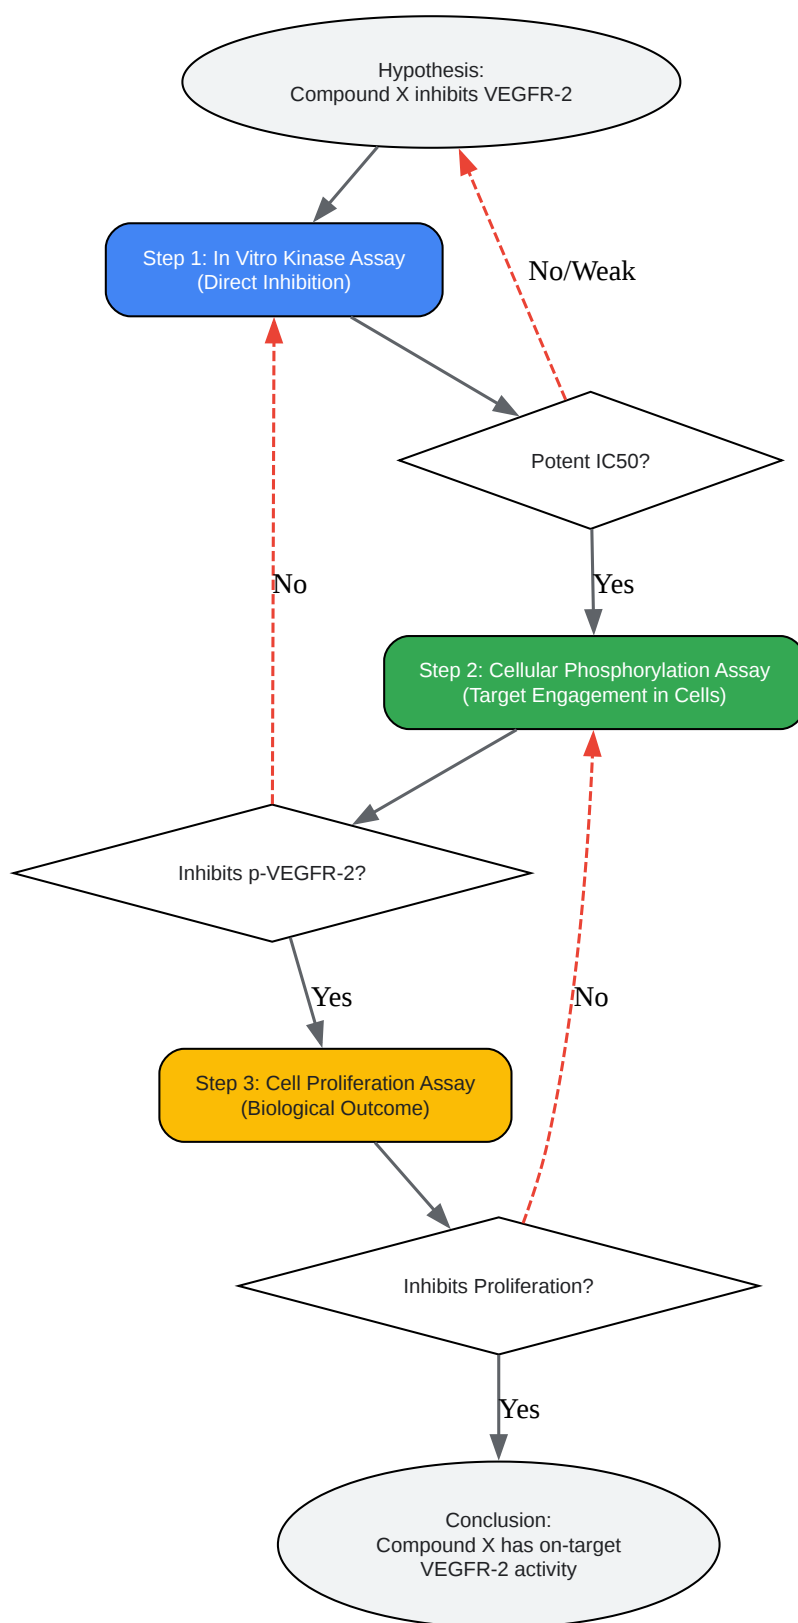 Hypothesis:
Compound X inhibits VEGFR-2
Step 1: In Vitro Kinase Assay
(Direct Inhibition)
No/Weak
Potent IC50?
No
Yes
Step 2: Cellular Phosphorylation Assay
(Target Engagement in Cells)
Inhibits p-VEGFR-2?
Yes
No
Step 3: Cell Proliferation Assay
(Biological Outcome)
Inhibits Proliferation?
Yes
Conclusion:
Compound X has on-target
VEGFR-2 activity